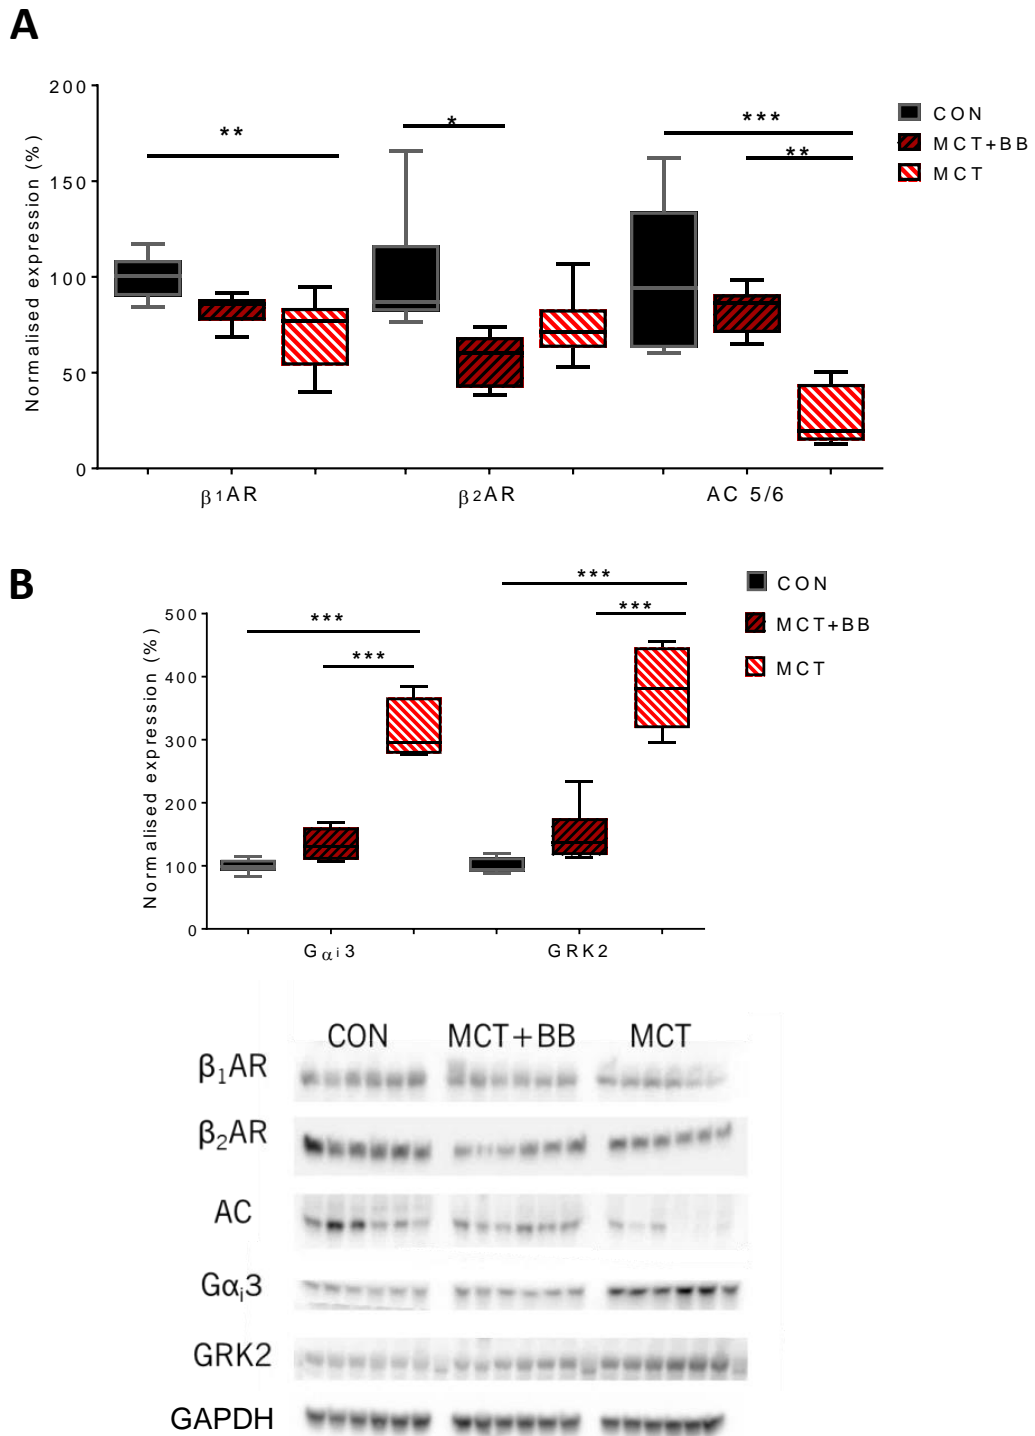 A
200
150
100
50
0
Normalised expression (%)
**
*
***
**
CON
MCT+BB
MCT
β1AR
β2AR
AC 5/6
B
500
400
300
200
100
0
Normalised expression (%)
***
***
***
***
CON
MCT+BB
MCT
Gαi3
GRK2
CON MCT+BB MCT
β1AR
β2AR
AC
Gαi3
GRK2
GAPDH